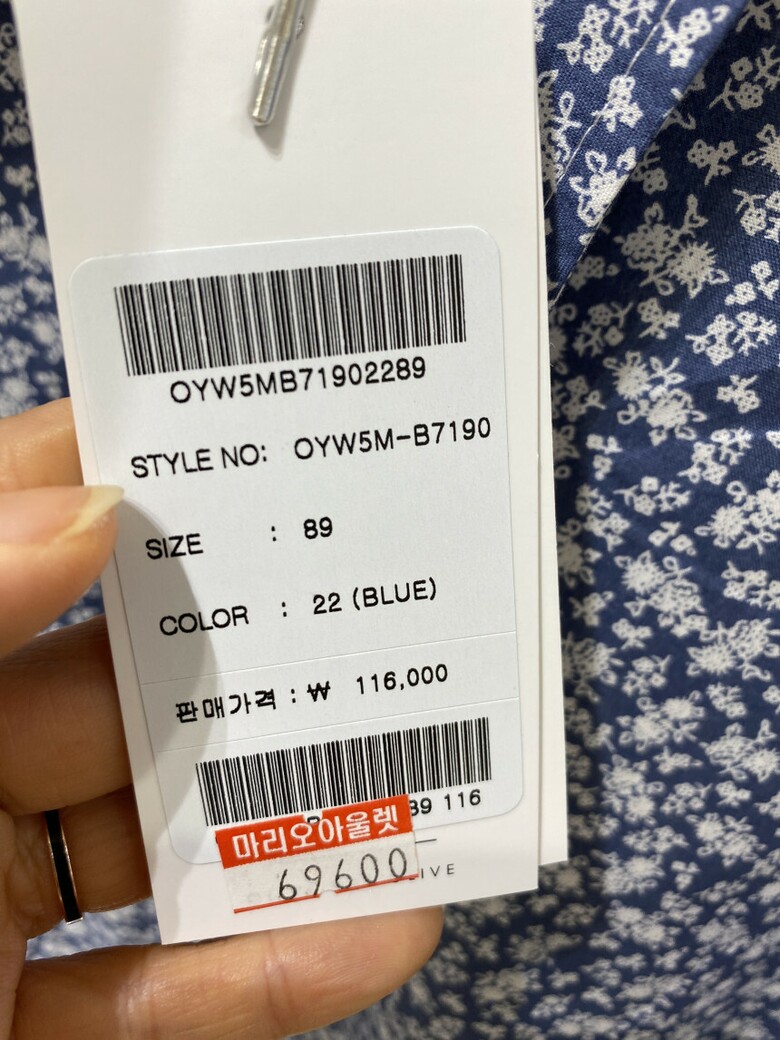 OYW5MB71902289
STYLE NO: OYW5M-B7190
SIZE : 89
COLOR : 22 (BLUE)
판매가격 : ₩ 116,000
89 116
마리오아울렛
69600